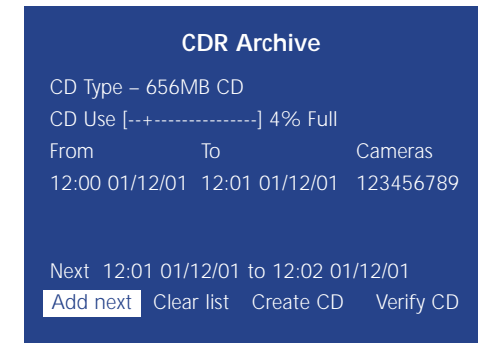 CDR Archive
CD Type – 656MB CD
CD Use [--+---------------] 4% Full
From To Cameras
12:00 01/12/01 12:01 01/12/01 123456789
Next 12:01 01/12/01 to 12:02 01/12/01
Add next Clear list Create CD Verify CD